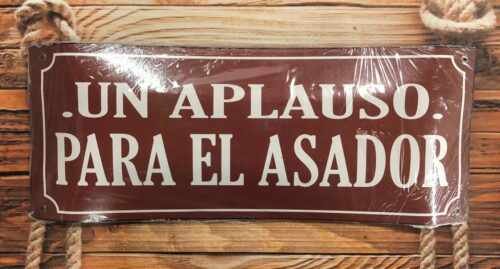 .UN APLAUSO.
PARA EL ASADOR